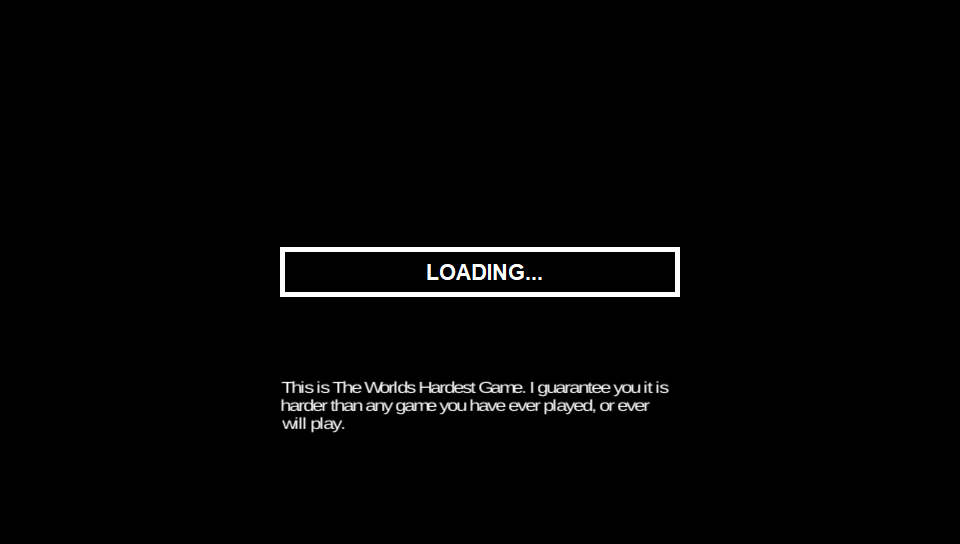 LOADING...
This is The Worlds Hardest Game. I guarantee you it is
harder than any game you have ever played, or ever
will play.